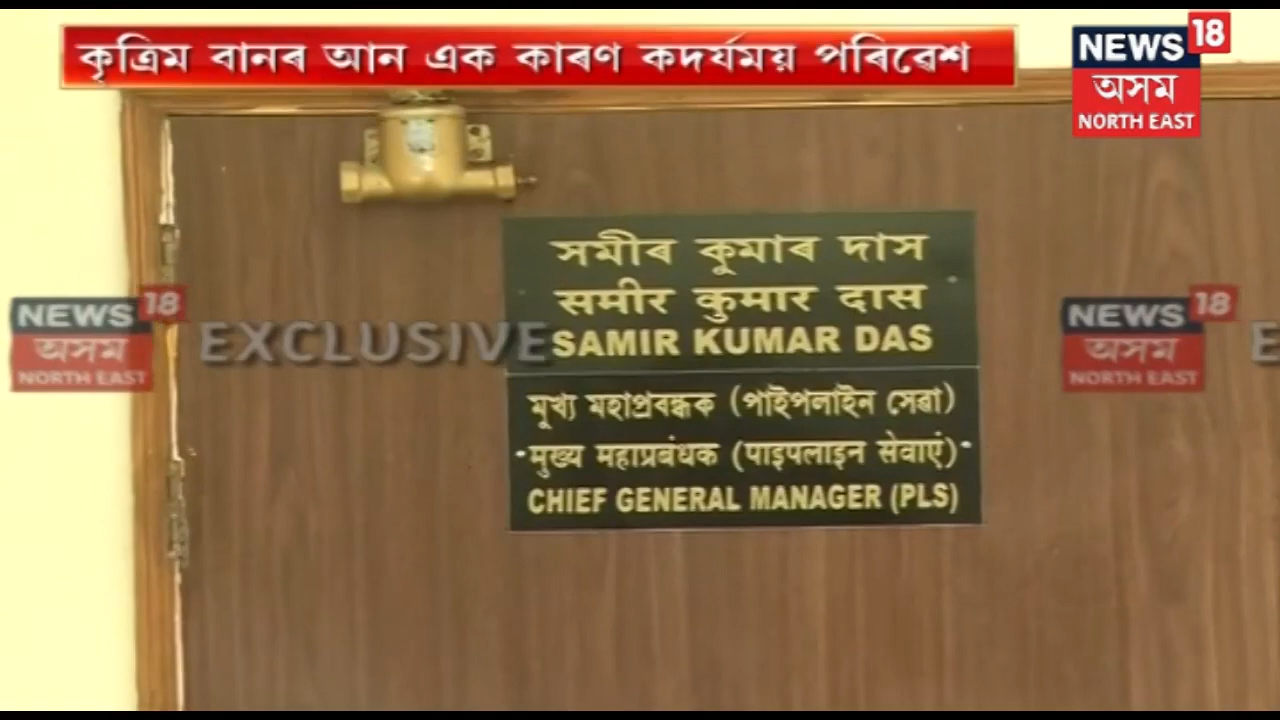 কৃত্ৰিম বানৰ আন এক কাৰণ কদৰ্যময় পৰিৱেশ
NEWS 18
অসম
NORTH EAST
সমীৰ কুমাৰ দাস
समीर कुमार दास
SAMIR KUMAR DAS
NEWS 18
অসম
NORTH EAST
EXCLUSIVE
NEWS 18
অসম
NORTH EAST
মুখ্য মহাপ্ৰৱন্ধক (পাইপলাইন সেৱা)
मुख्य महाप्रबंधक (पाइपलाइन सेवाएं)
CHIEF GENERAL MANAGER (PLS)